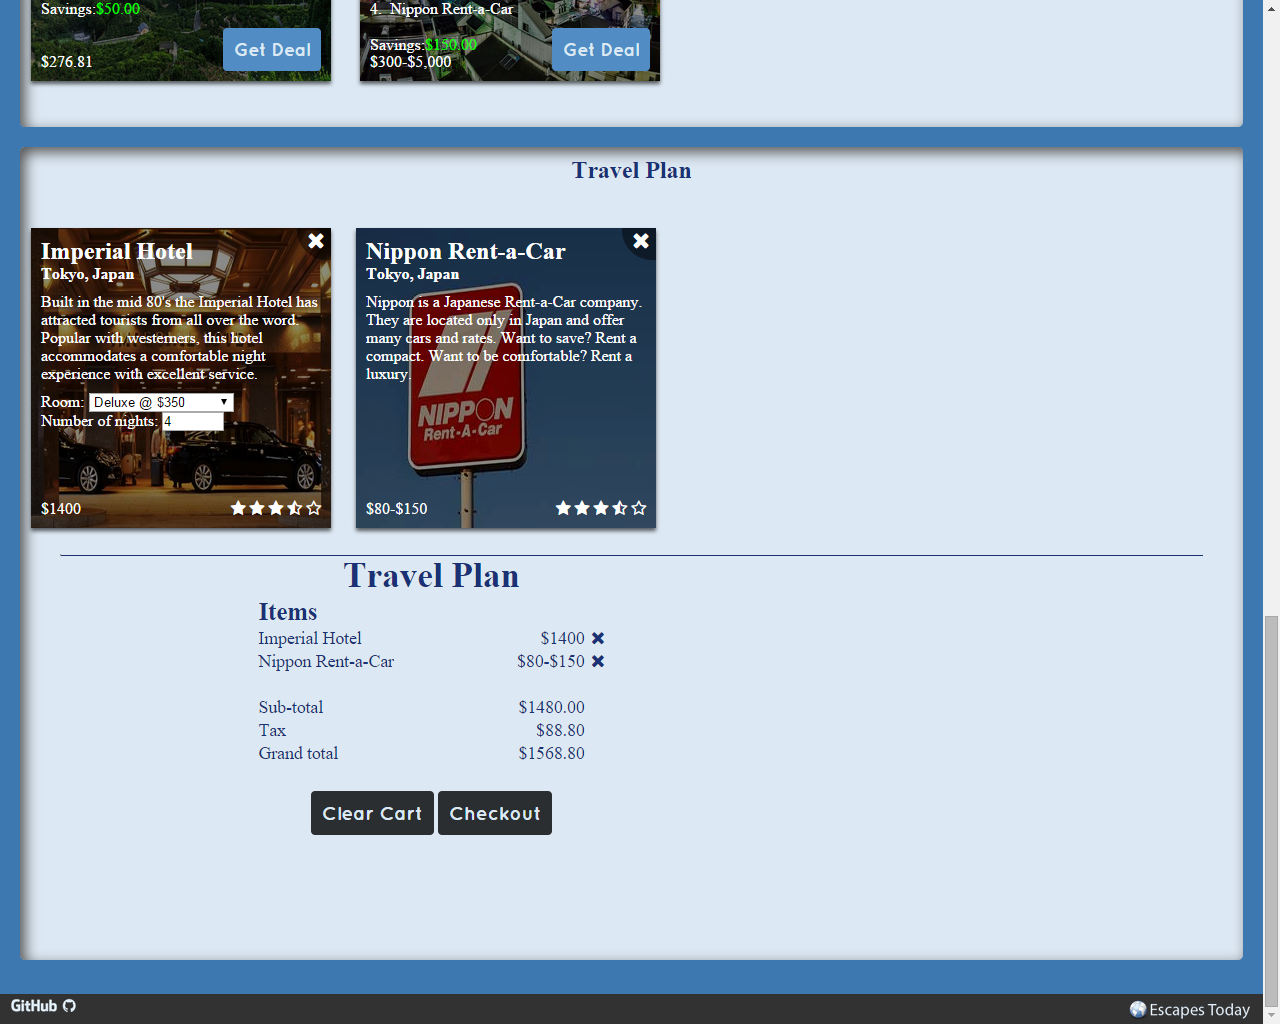 Savings:$50.00
$276.81
Get Deal
4. Nippon Rent-a-Car
Savings:$150.00
$300-$5,000
Get Deal
Travel Plan
Imperial Hotel
Tokyo, Japan
Built in the mid 80's the Imperial Hotel has
attracted tourists from all over the word.
Popular with westerners, this hotel
accommodates a comfortable night
experience with excellent service.
Room: Deluxe @ $350
Number of nights: 4
$1400
Nippon Rent-a-Car
Tokyo, Japan
Nippon is a Japanese Rent-a-Car company.
They are located only in Japan and offer
many cars and rates. Want to save? Rent a
compact. Want to be comfortable? Rent a
luxury.
NIPPON
Rent-A-Car
$80-$150
Travel Plan
Items
Imperial Hotel $1400
Nippon Rent-a-Car $80-$150
Sub-total $1480.00
Tax $88.80
Grand total $1568.80
Clear Cart
Checkout
GitHub
Escapes Today